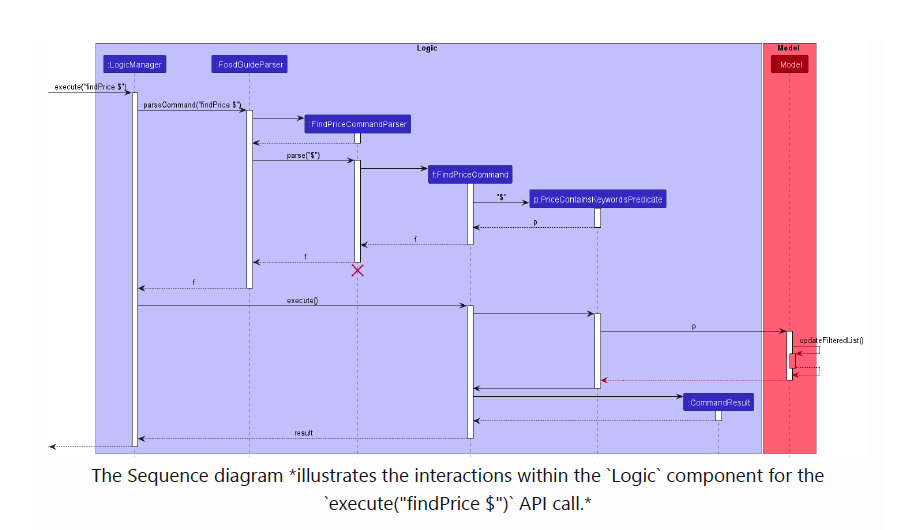 Logic
Model
:LogicManager
:FoodGuideParser
:Model
execute("findPrice $")
parseCommand("findPrice $")
:FindPriceCommandParser
parse("$")
f:FindPriceCommand
"$"
p:PriceContainsKeywordsPredicate
p
f
f
f
execute()
p
updateFilteredList()
:CommandResult
result
The Sequence diagram *illustrates the interactions within the `Logic` component for the
`execute("findPrice $")` API call.*